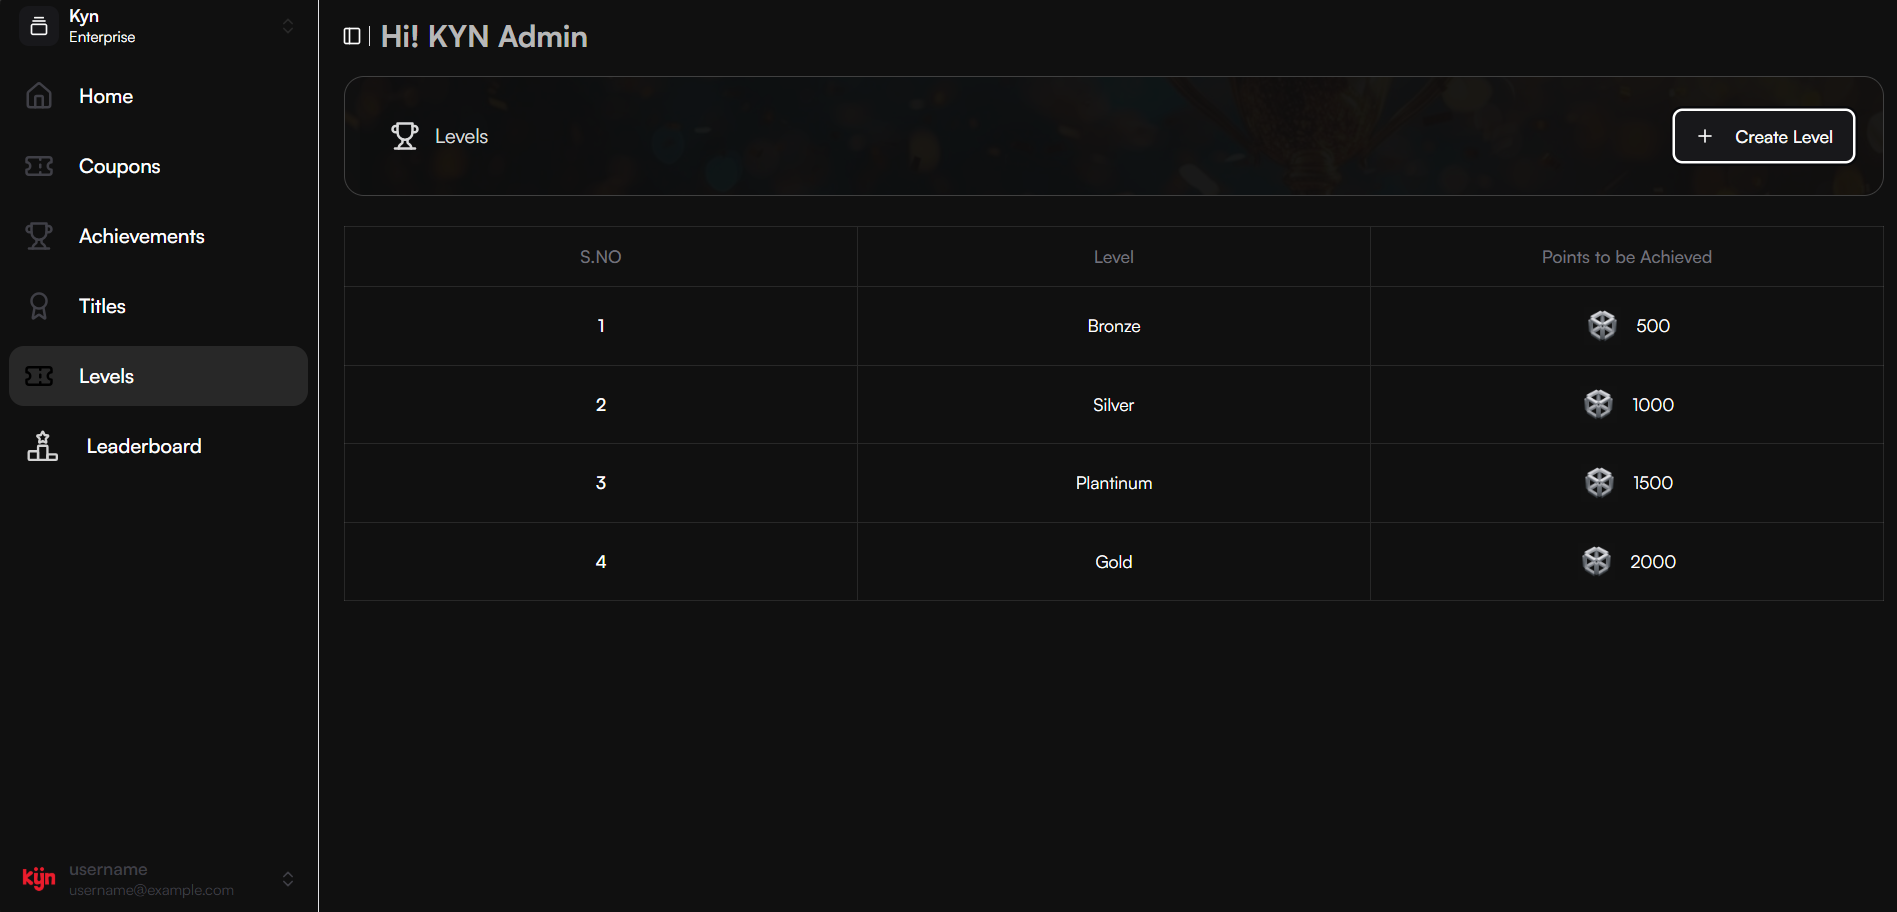 Kyn
Enterprise
Home
Coupons
Achievements
Titles
Levels
Leaderboard
kyn
username
username@example.com
Hi! KYN Admin
Levels
+ Create Level
S.NO Level Points to be Achieved
1 Bronze 500
2 Silver 1000
3 Plantinum 1500
4 Gold 2000